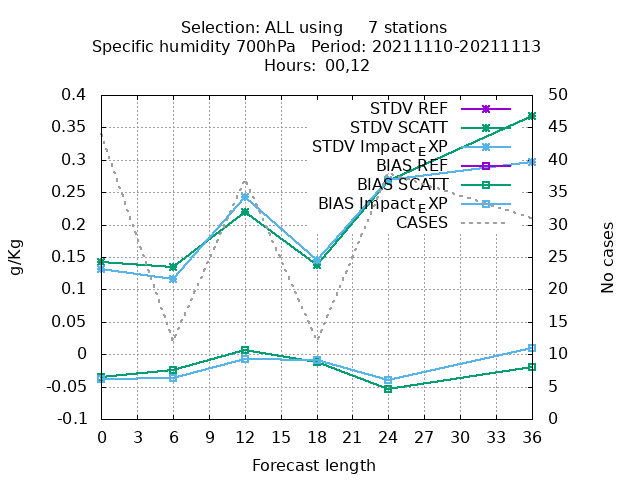 Selection: ALL using 7 stations
Specific humidity 700hPa Period: 20211110-20211113
Hours: 00,12
0.4
0.35
0.3
0.25
0.2
0.15
0.1
0.05
0
-0.05
-0.1
g/Kg
STDV REF
STDV SCATT
STDV Impact_EXP
BIAS REF
BIAS SCATT
BIAS Impact_EXP
CASES
50
45
40
35
30
25
20
15
10
5
0
No cases
0 3 6 9 12 15 18 21 24 27 30 33 36
Forecast length